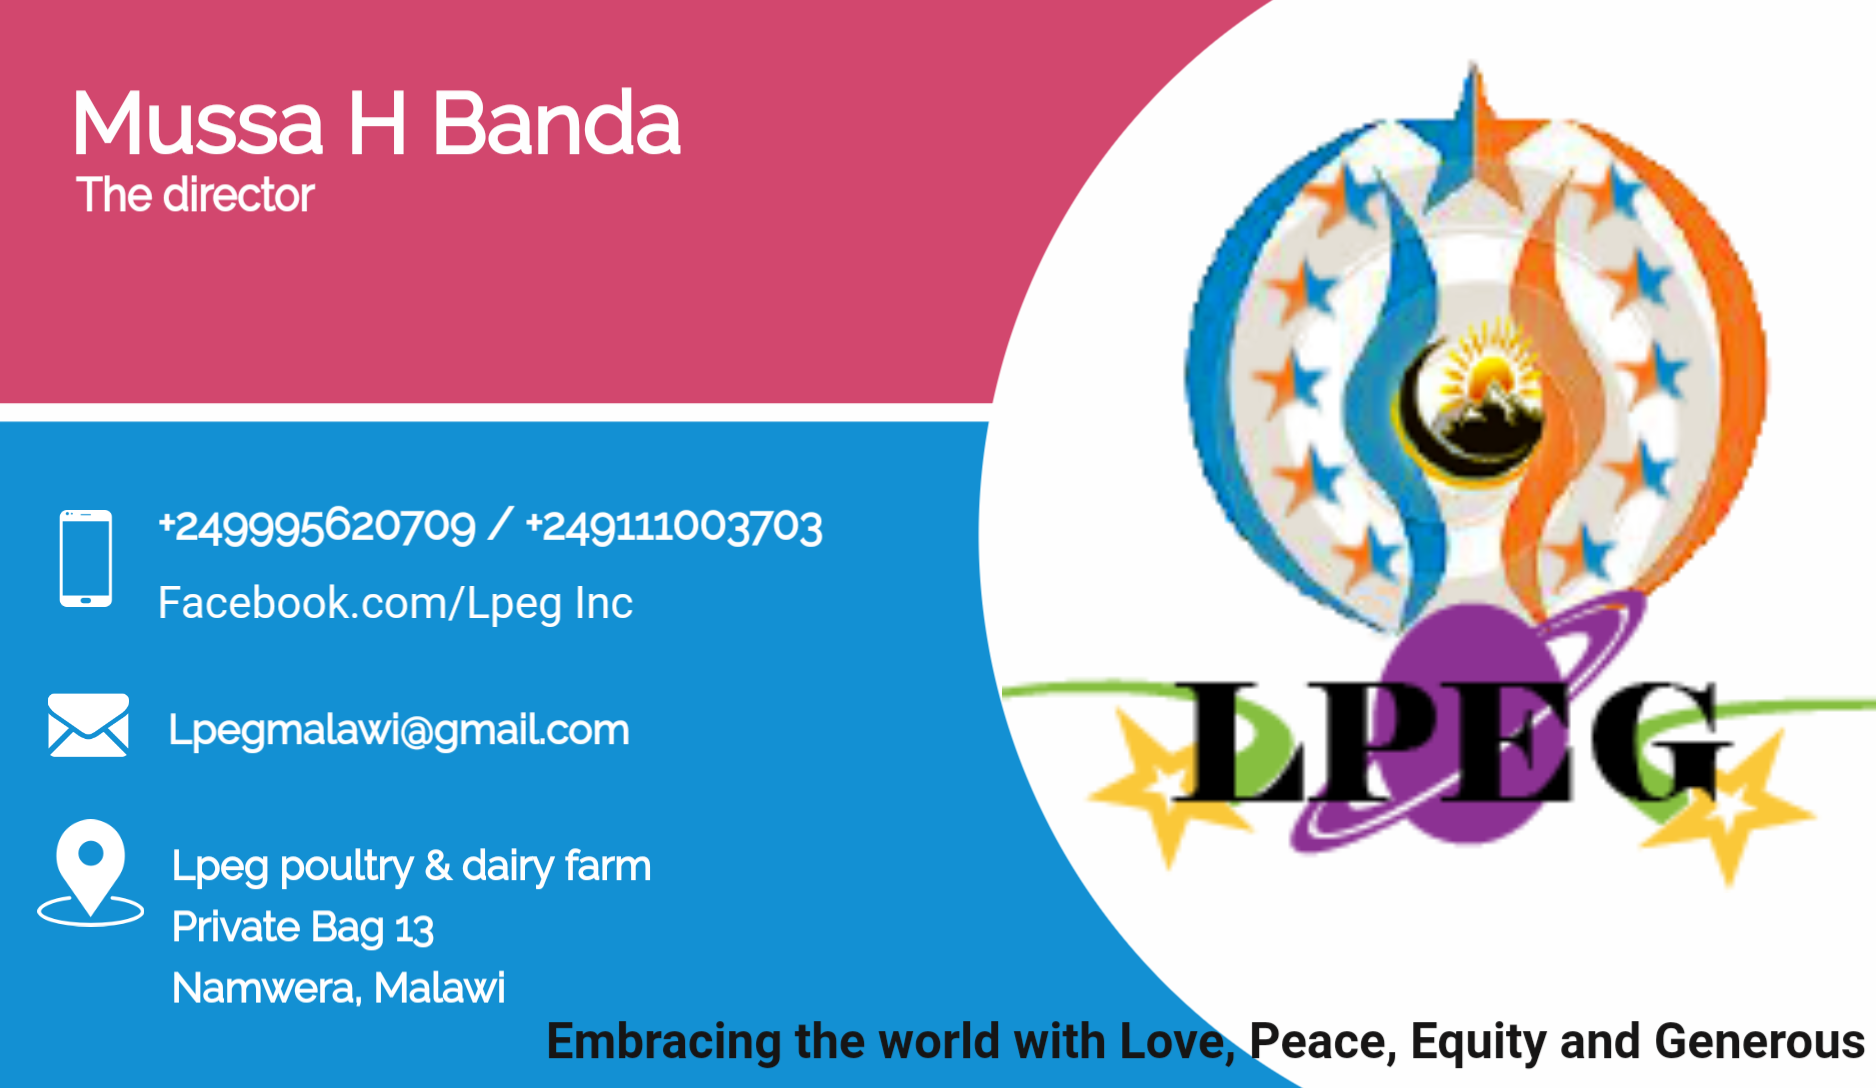 Mussa H Banda
The director
+249995620709 / +249111003703
Facebook.com/Lpeg Inc
Lpegmalawi@gmail.com
Lpeg poultry & dairy farm
Private Bag 13
Namwera, Malawi
LPEG
Embracing the world with Love, Peace, Equity and Generous